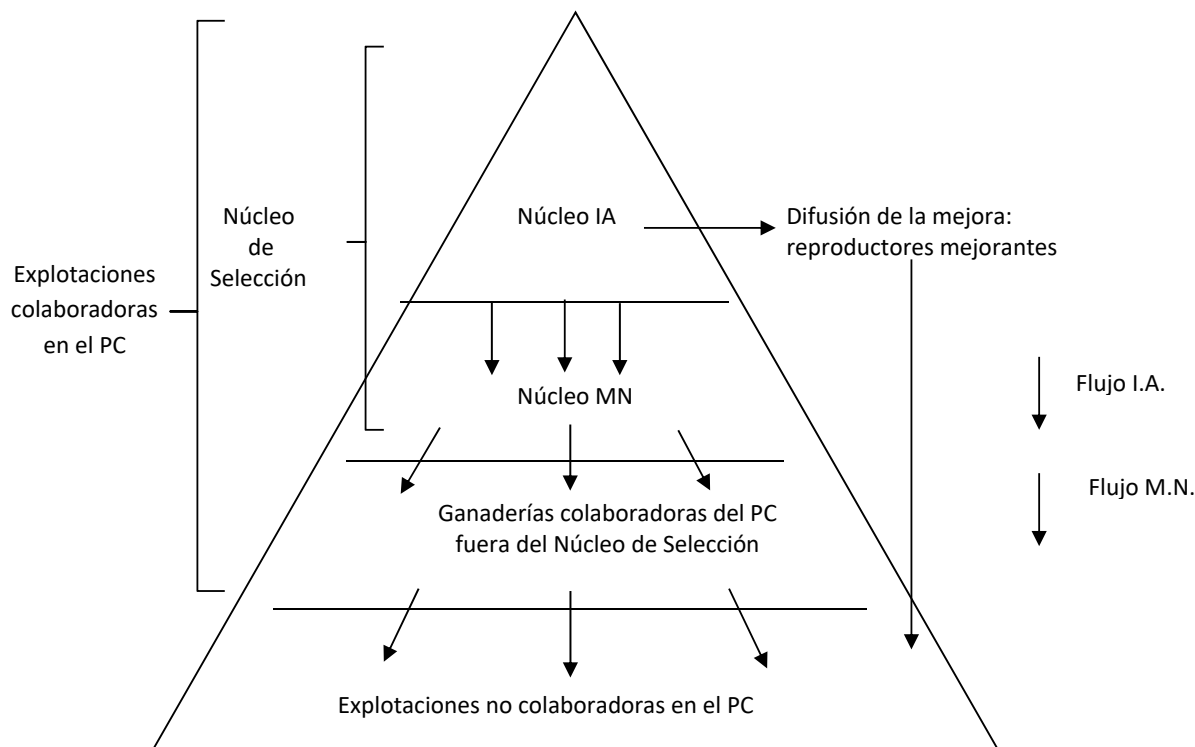 Explotaciones
colaboradoras
en el PC
Núcleo
de
Selección
Núcleo IA
Difusión de la mejora:
reproductores mejorantes
Núcleo MN
Ganaderías colaboradoras del PC
fuera del Núcleo de Selección
Explotaciones no colaboradoras en el PC
Flujo I.A.
Flujo M.N.